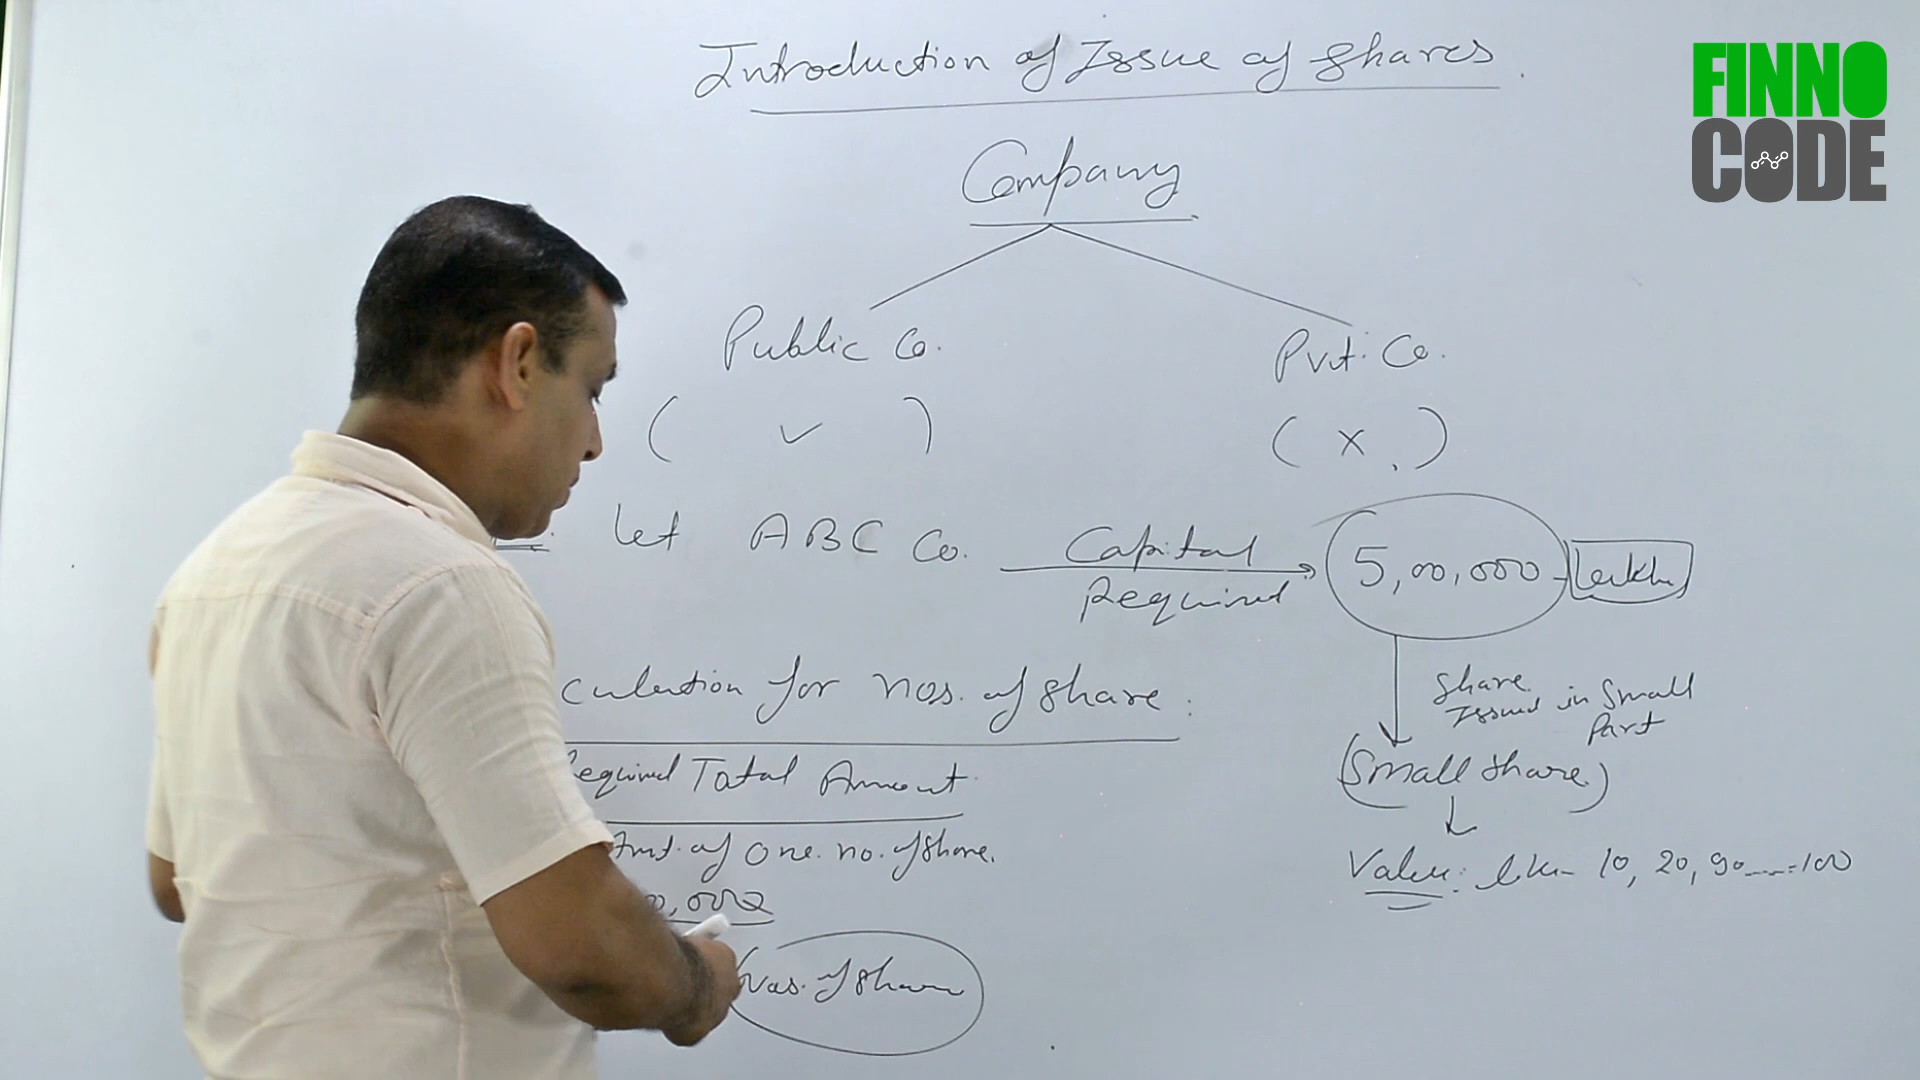 Introduction of Issue of Shares.
FINNO
CODE
Company
Public Co.
Pvt. Co.
( ✓ )
( x . )
let ABC Co.
Capital
Required
5,00,000
culation for nos. of share :
Share
Issued in Small
Part
equired Total Amount
(Small Share)
Amt. of one no. of share.
Value: like 10, 20, 90----100
0,000
Nos. of share